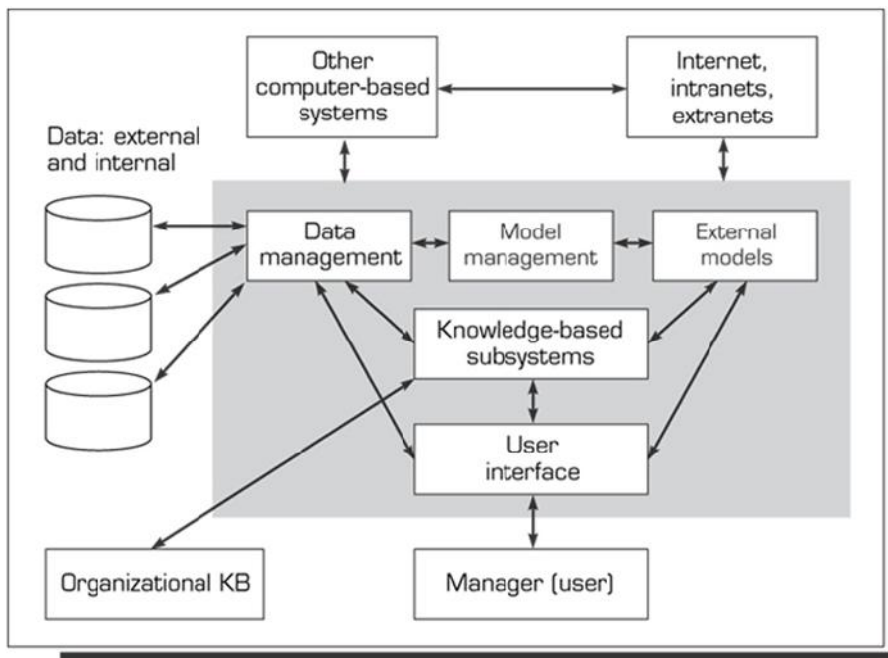 Other
computer-based
systems
Internet,
intranets,
extranets
Data: external
and internal
Data
management
Model
management
External
models
Knowledge-based
subsystems
User
interface
Organizational KB
Manager (user)